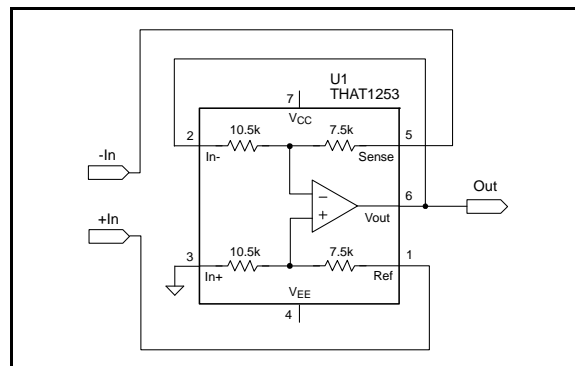 U1
THAT1253
7
VCC
10.5k
7.5k
2
5
In-
Sense
-In
6
Out
Vout
+In
10.5k
7.5k
3
1
In+
Ref
VEE
4